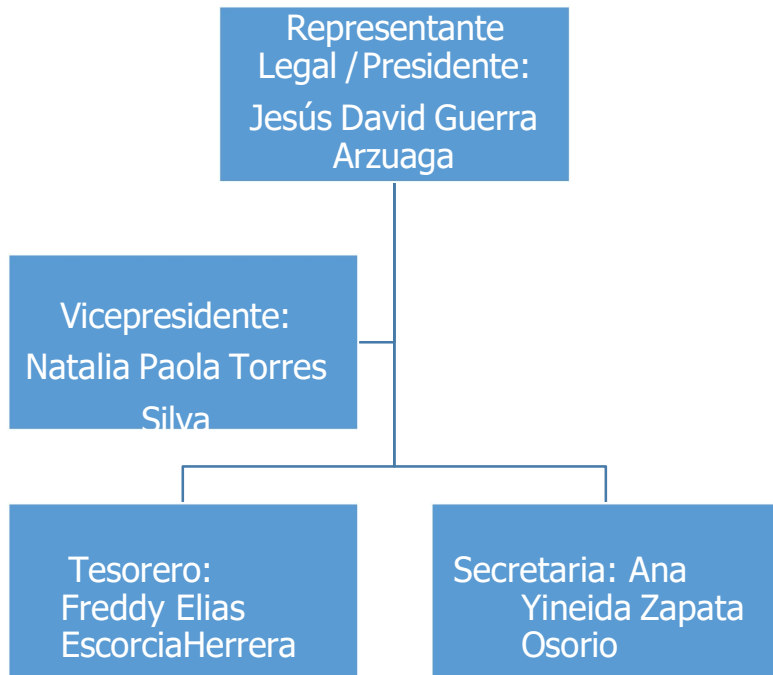 Representante
Legal / Presidente:
Jesús David Guerra
Arzuaga
Vicepresidente:
Natalia Paola Torres
Silva
Tesorero:
Freddy Elias
EscorciaHerrera
Secretaria: Ana
Yineida Zapata
Osorio